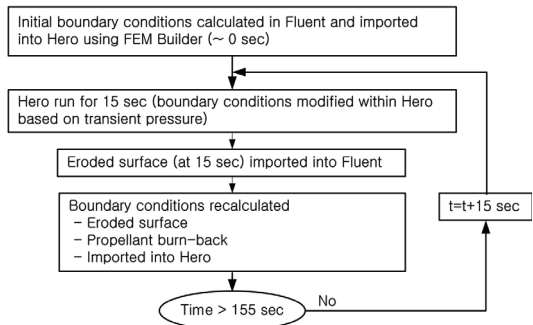 Initial boundary conditions calculated in Fluent and imported
into Hero using FEM Builder (~ 0 sec)
Hero run for 15 sec (boundary conditions modified within Hero
based on transient pressure)
Eroded surface (at 15 sec) imported into Fluent
Boundary conditions recalculated
– Eroded surface
– Propellant burn-back
– Imported into Hero
t=t+15 sec
Time > 155 sec
No